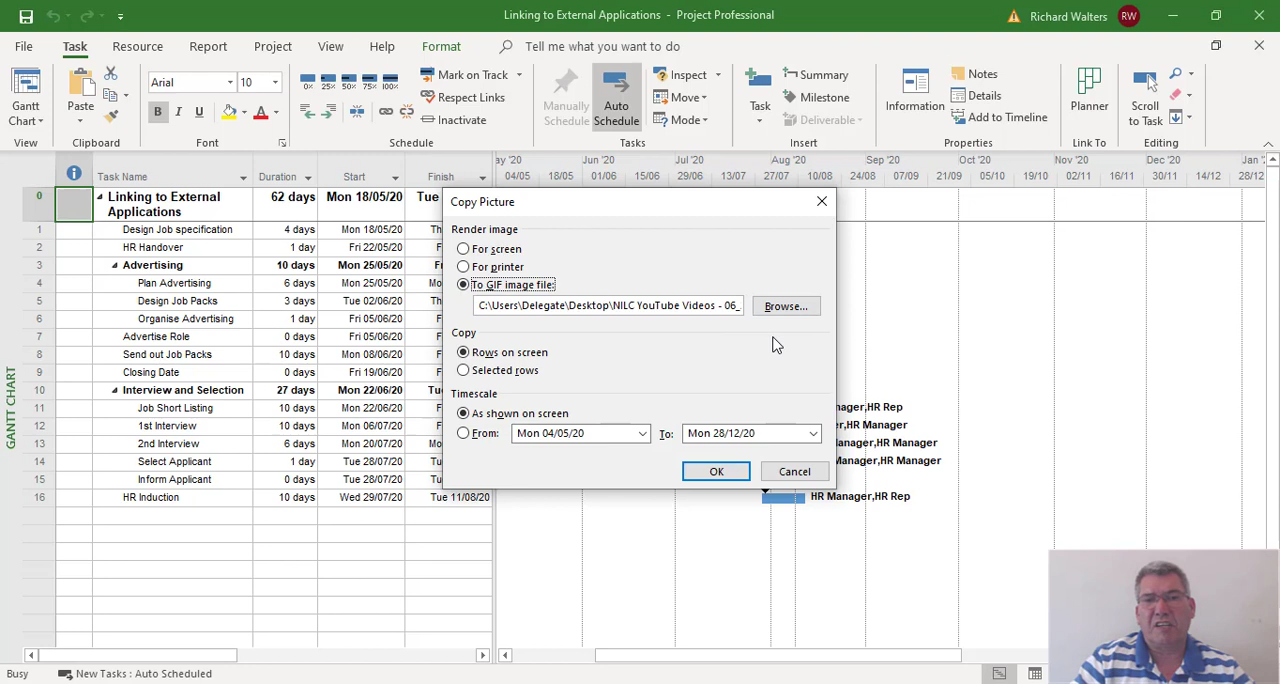 Linking to External Applications - Project Professional
Richard Walters RW
File Task Resource Report Project View Help Format Tell me what you want to do
Gantt Chart
View
Paste
Clipboard
Arial 10
B I U
Font
0% 25% 50% 75% 100%
Mark on Track
Respect Links
Inactivate
Schedule
Manually Schedule
Auto Schedule
Inspect
Move
Mode
Tasks
Task
Summary
Milestone
Deliverable
Insert
Information
Notes
Details
Add to Timeline
Properties
Planner
Link To
Scroll to Task
Editing
Task Name Duration Start Finish
Jun '20 Jul '20 Aug '20 Sep '20 Oct '20 Nov '20 Dec '20
04/05 18/05 01/06 15/06 29/06 13/07 27/07 10/08 24/08 07/09 21/09 05/10 19/10 02/11 16/11 30/11 14/12 28/12
0 Linking to External Applications 62 days Mon 18/05/20 Tue
1 Design Job specification 4 days Mon 18/05/20
2 HR Handover 1 day Fri 22/05/20
3 Advertising 10 days Mon 25/05/20
4 Plan Advertising 6 days Mon 25/05/20
5 Design Job Packs 3 days Tue 02/06/20
6 Organise Advertising 1 day Fri 05/06/20
7 Advertise Role 0 days Fri 05/06/20
8 Send out Job Packs 10 days Mon 08/06/20
9 Closing Date 0 days Fri 19/06/20
10 Interview and Selection 27 days Mon 22/06/20
11 Job Short Listing 10 days Mon 22/06/20 anager,HR Rep
12 1st Interview 10 days Mon 06/07/20 Manager,HR Rep
13 2nd Interview 6 days Mon 20/07/20 Manager,HR Rep
14 Select Applicant 1 day Tue 28/07/20 Manager,HR Rep
15 Inform Applicant 0 days Tue 28/07/20
16 HR Induction 10 days Wed 29/07/20 Tue 11/08/20 HR Manager,HR Rep
GANTT CHART
Copy Picture
Render image
For screen
For printer
To GIF image file:
C:\Users\Delegate\Desktop\NILC YouTube Videos - 06_ Browse...
Copy
Rows on screen
Selected rows
Timescale
As shown on screen
From: Mon 04/05/20 To: Mon 28/12/20
OK Cancel
Busy New Tasks : Auto Scheduled